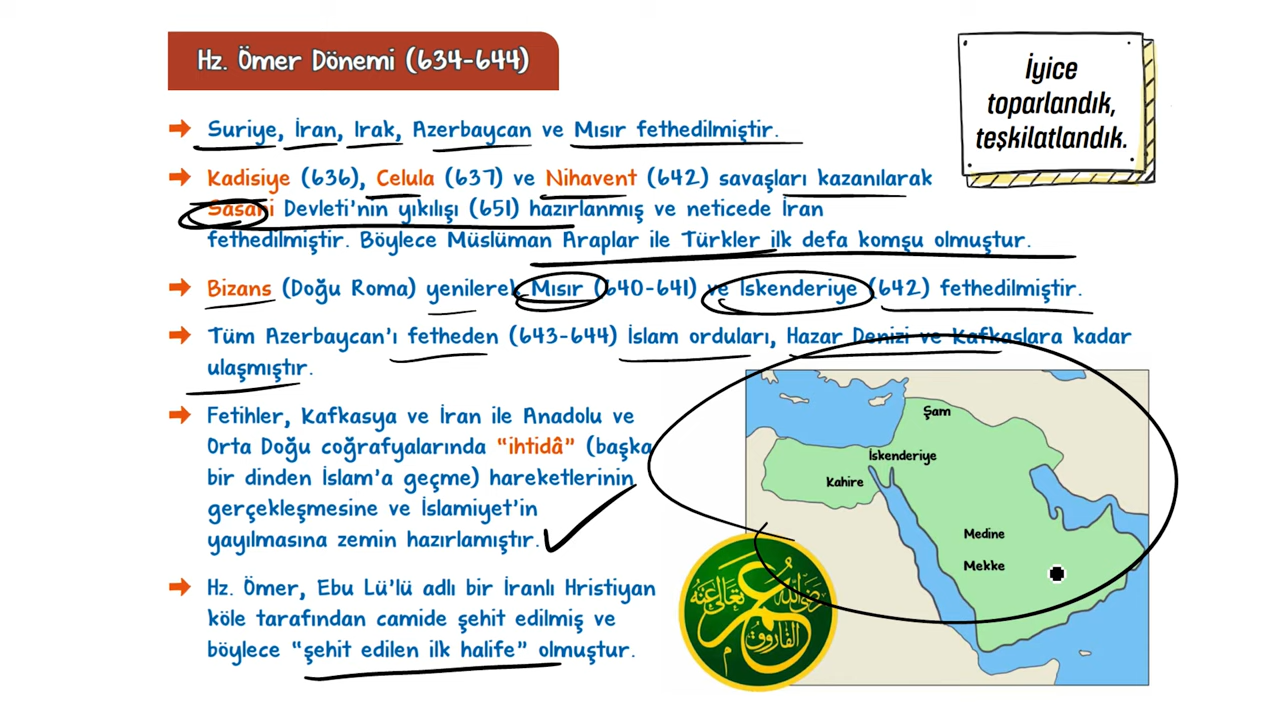 Hz. Ömer Dönemi (634-644)
İyice
toparlandık,
teşkilatlandık.
Suriye, İran, Irak, Azerbaycan ve Mısır fethedilmiştir.
Kadisiye (636), Celula (637) ve Nihavent (642) savaşları kazanılarak
Sasani Devleti'nin yıkılışı (651) hazırlanmış ve neticede İran
fethedilmiştir. Böylece Müslüman Araplar ile Türkler ilk defa komşu olmuştur.
Bizans (Doğu Roma) yenilerek Mısır (640-641) ve İskenderiye (642) fethedilmiştir.
Tüm Azerbaycan'ı fetheden (643-644) İslam orduları, Hazar Denizi ve Kafkaslara kadar
ulaşmıştır.
Fetihler, Kafkasya ve İran ile Anadolu ve
Orta Doğu coğrafyalarında "ihtidâ" (başka
bir dinden İslam'a geçme) hareketlerinin
gerçekleşmesine ve İslamiyet'in
yayılmasına zemin hazırlamıştır.
Hz. Ömer, Ebu Lü'lü adlı bir İranlı Hristiyan
köle tarafından camide şehit edilmiş ve
böylece "şehit edilen ilk halife" olmuştur.
Şam
İskenderiye
Kahire
Medine
Mekke
رضي الله تعالى عنه
عمر
الفاروق